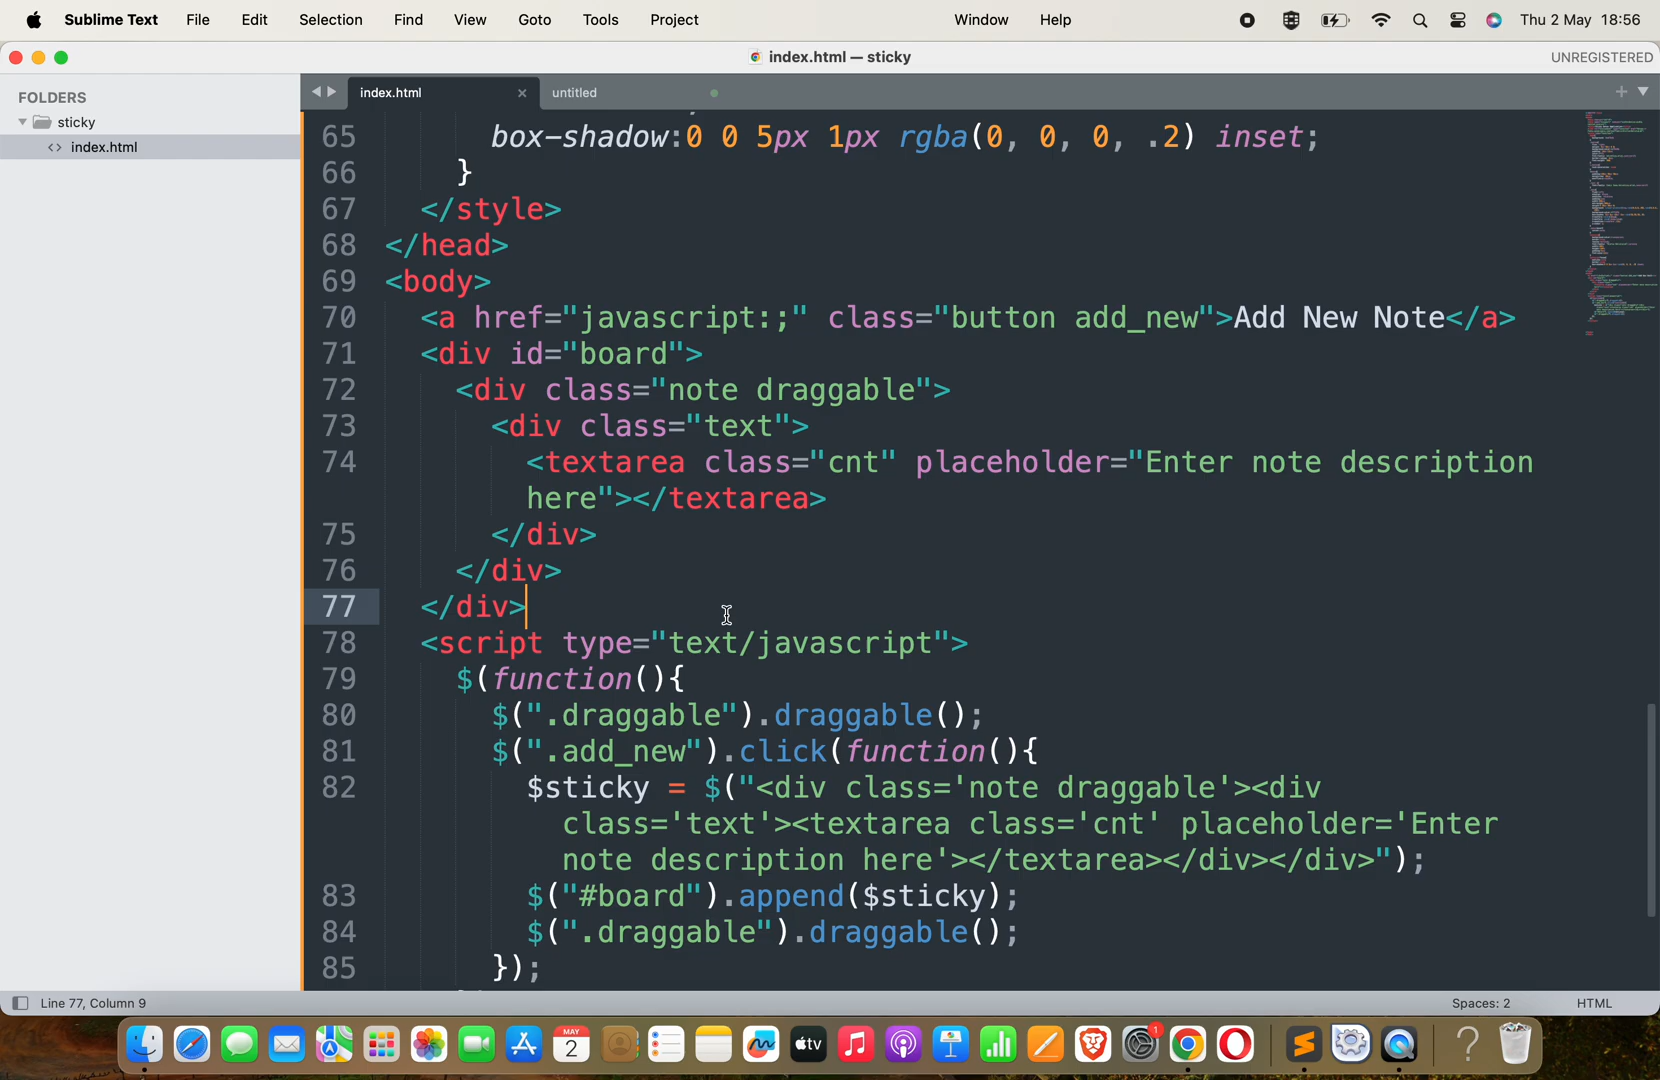 Sublime Text File Edit Selection Find View Goto Tools Project Window Help Thu 2 May 18:56
index.html — sticky UNREGISTERED
FOLDERS
sticky
<> index.html
index.html × untitled
65 box-shadow:0 0 5px 1px rgba(0, 0, 0, .2) inset;
66 }
67 </style>
68 </head>
69 <body>
70 <a href="javascript:;" class="button add_new">Add New Note</a>
71 <div id="board">
72 <div class="note draggable">
73 <div class="text">
74 <textarea class="cnt" placeholder="Enter note description
here"></textarea>
75 </div>
76 </div>
77 </div>
78 <script type="text/javascript">
79 $(function(){
80 $(".draggable").draggable();
81 $(".add_new").click(function(){
82 $sticky = $("<div class='note draggable'><div
class='text'><textarea class='cnt' placeholder='Enter
note description here'></textarea></div></div>");
83 $("#board").append($sticky);
84 $(".draggable").draggable();
85 });
Line 77, Column 9 Spaces: 2 HTML
MAY
2
tv
1
?